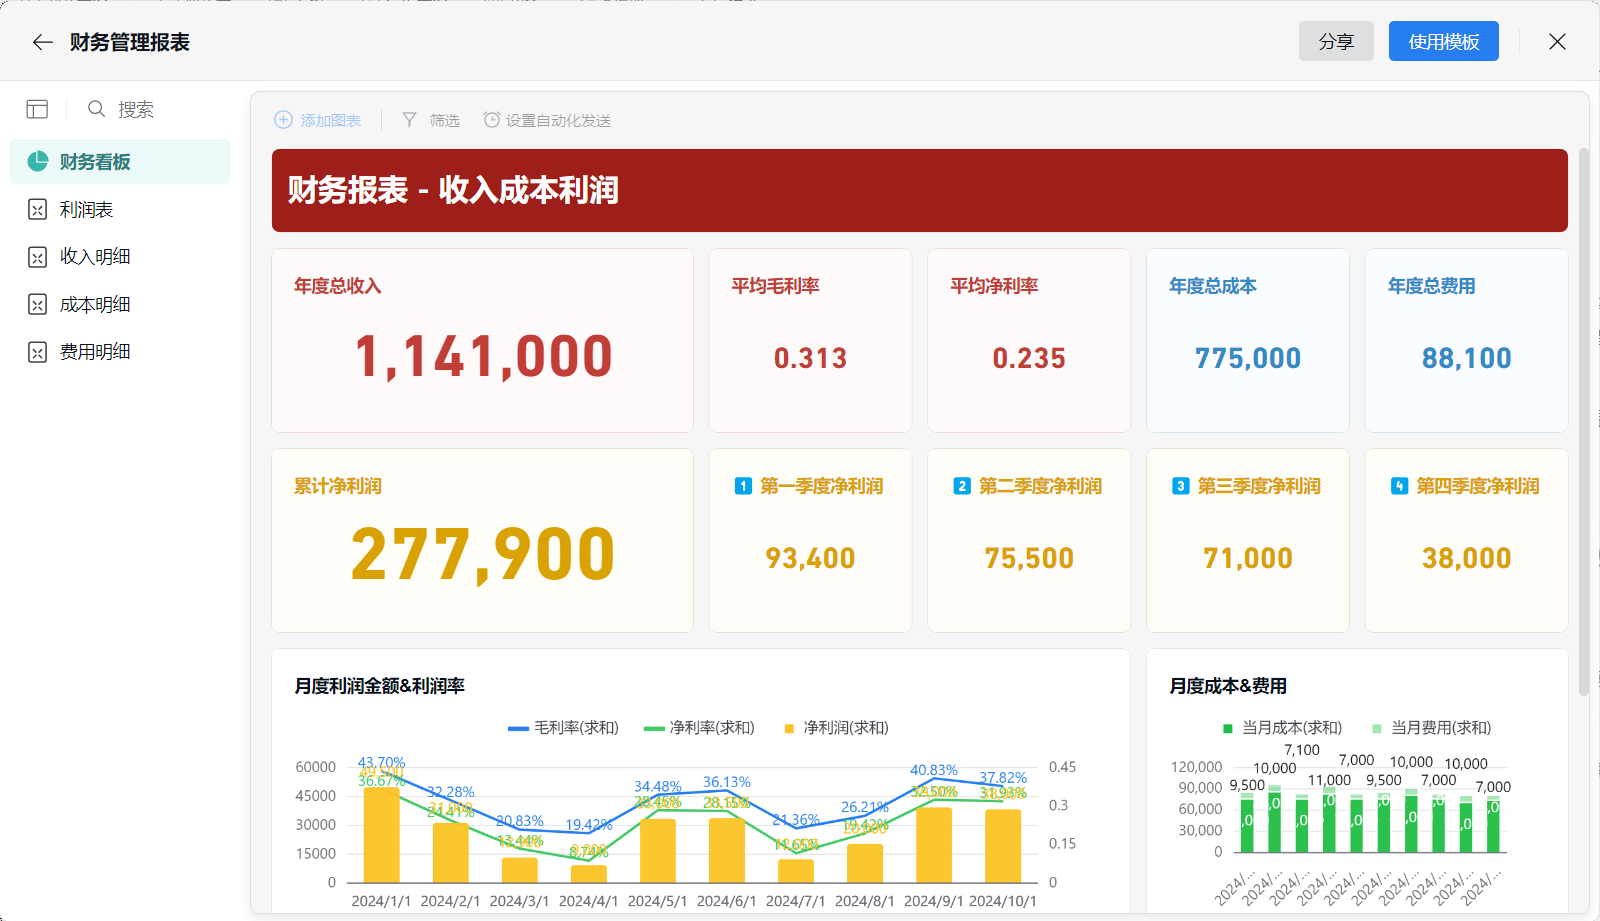 财务管理报表
分享
使用模板
搜索
财务看板
利润表
收入明细
成本明细
费用明细
添加图表
筛选
设置自动化发送
财务报表 - 收入成本利润
年度总收入
1,141,000
平均毛利率
0.313
平均净利率
0.235
年度总成本
775,000
年度总费用
88,100
累计净利润
277,900
1 第一季度净利润
93,400
2 第二季度净利润
75,500
3 第三季度净利润
71,000
4 第四季度净利润
38,000
月度利润金额&利润率
毛利率(求和) 净利率(求和) 净利润(求和)
60000
45000
30000
15000
0
43.70%
36.67%
32.28%
24.41%
20.83%
13.44%
19.42%
8.74%
34.48%
36.13%
21.36%
11.65%
26.21%
19.42%
40.83%
32.50%
37.82%
31.93%
0.45
0.3
0.15
0
2024/1/1 2024/2/1 2024/3/1 2024/4/1 2024/5/1 2024/6/1 2024/7/1 2024/8/1 2024/9/1 2024/10/1
月度成本&费用
当月成本(求和) 当月费用(求和)
120,000
90,000
60,000
30,000
0
9,500
10,000
7,100
11,000
7,000
9,500
10,000
7,000
10,000
7,000
2024/... 2024/... 2024/... 2024/... 2024/... 2024/... 2024/... 2024/... 2024/... 2024/...